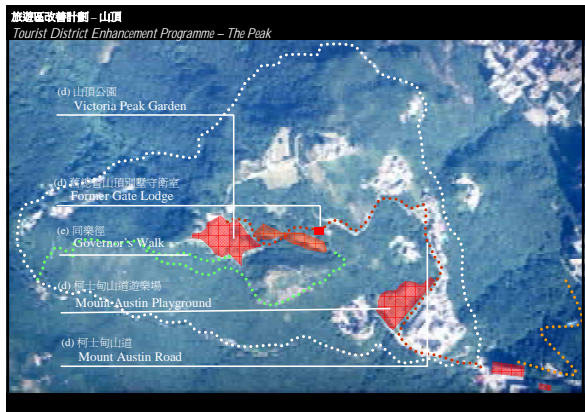 旅遊區改善計劃 – 山頂
Tourist District Enhancement Programme – The Peak
(d) 山頂公園
Victoria Peak Garden
(d) 舊總督山頂別墅守衛室
Former Gate Lodge
(e) 同樂徑
Governor's Walk
(d) 柯士甸山道遊樂場
Mount Austin Playground
(d) 柯士甸山道
Mount Austin Road